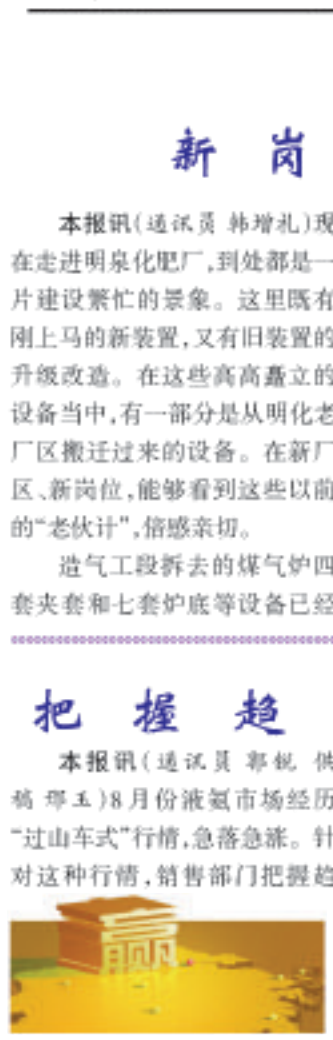 新 岗
本报讯(通讯员 韩增礼)现
在走进明泉化肥厂,到处都是一
片建设繁忙的景象。这里既有
刚上马的新装置,又有旧装置的
升级改造。在这些高高矗立的
设备当中,有一部分是从明化老
厂区搬迁过来的设备。在新厂
区、新岗位,能够看到这些以前
的“老伙计”,倍感亲切。
造气工段拆去的煤气炉四
套夹套和七套炉底等设备已经
把 握 趋
本报讯(通讯员 郭锐 供
稿 邢玉)8月份液氨市场经历
“过山车式”行情,急落急涨。针
对这种行情,销售部门把握趋
赢